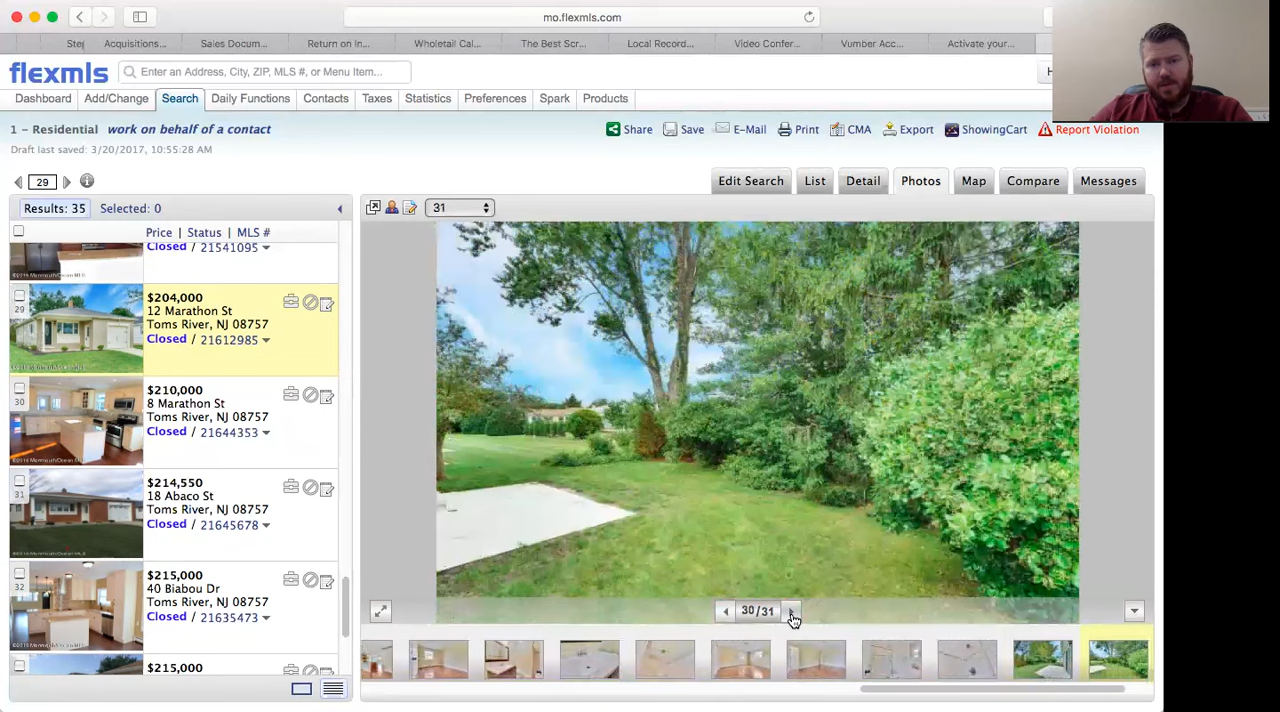 mo.flexmls.com
Step
Acquisitions...
Sales Docum...
Return on In...
Wholetail Cal...
The Best Scr...
Local Record...
Video Confer...
Vumber Acc...
Activate your...
flexmls
Enter an Address, City, ZIP, MLS #, or Menu Item...
H
Dashboard
Add/Change
Search
Daily Functions
Contacts
Taxes
Statistics
Preferences
Spark
Products
1 – Residential work on behalf of a contact
Share
Save
E-Mail
Print
CMA
Export
ShowingCart
Report Violation
Draft last saved: 3/20/2017, 10:55:28 AM
29
Edit Search
List
Detail
Photos
Map
Compare
Messages
Results: 35
Selected: 0
31
Price | Status | MLS #
Closed / 21541095
29
$204,000
12 Marathon St
Toms River, NJ 08757
Closed / 21612985
30
$210,000
8 Marathon St
Toms River, NJ 08757
Closed / 21644353
31
$214,550
18 Abaco St
Toms River, NJ 08757
Closed / 21645678
32
$215,000
40 Biabou Dr
Toms River, NJ 08757
Closed / 21635473
$215,000
30/31